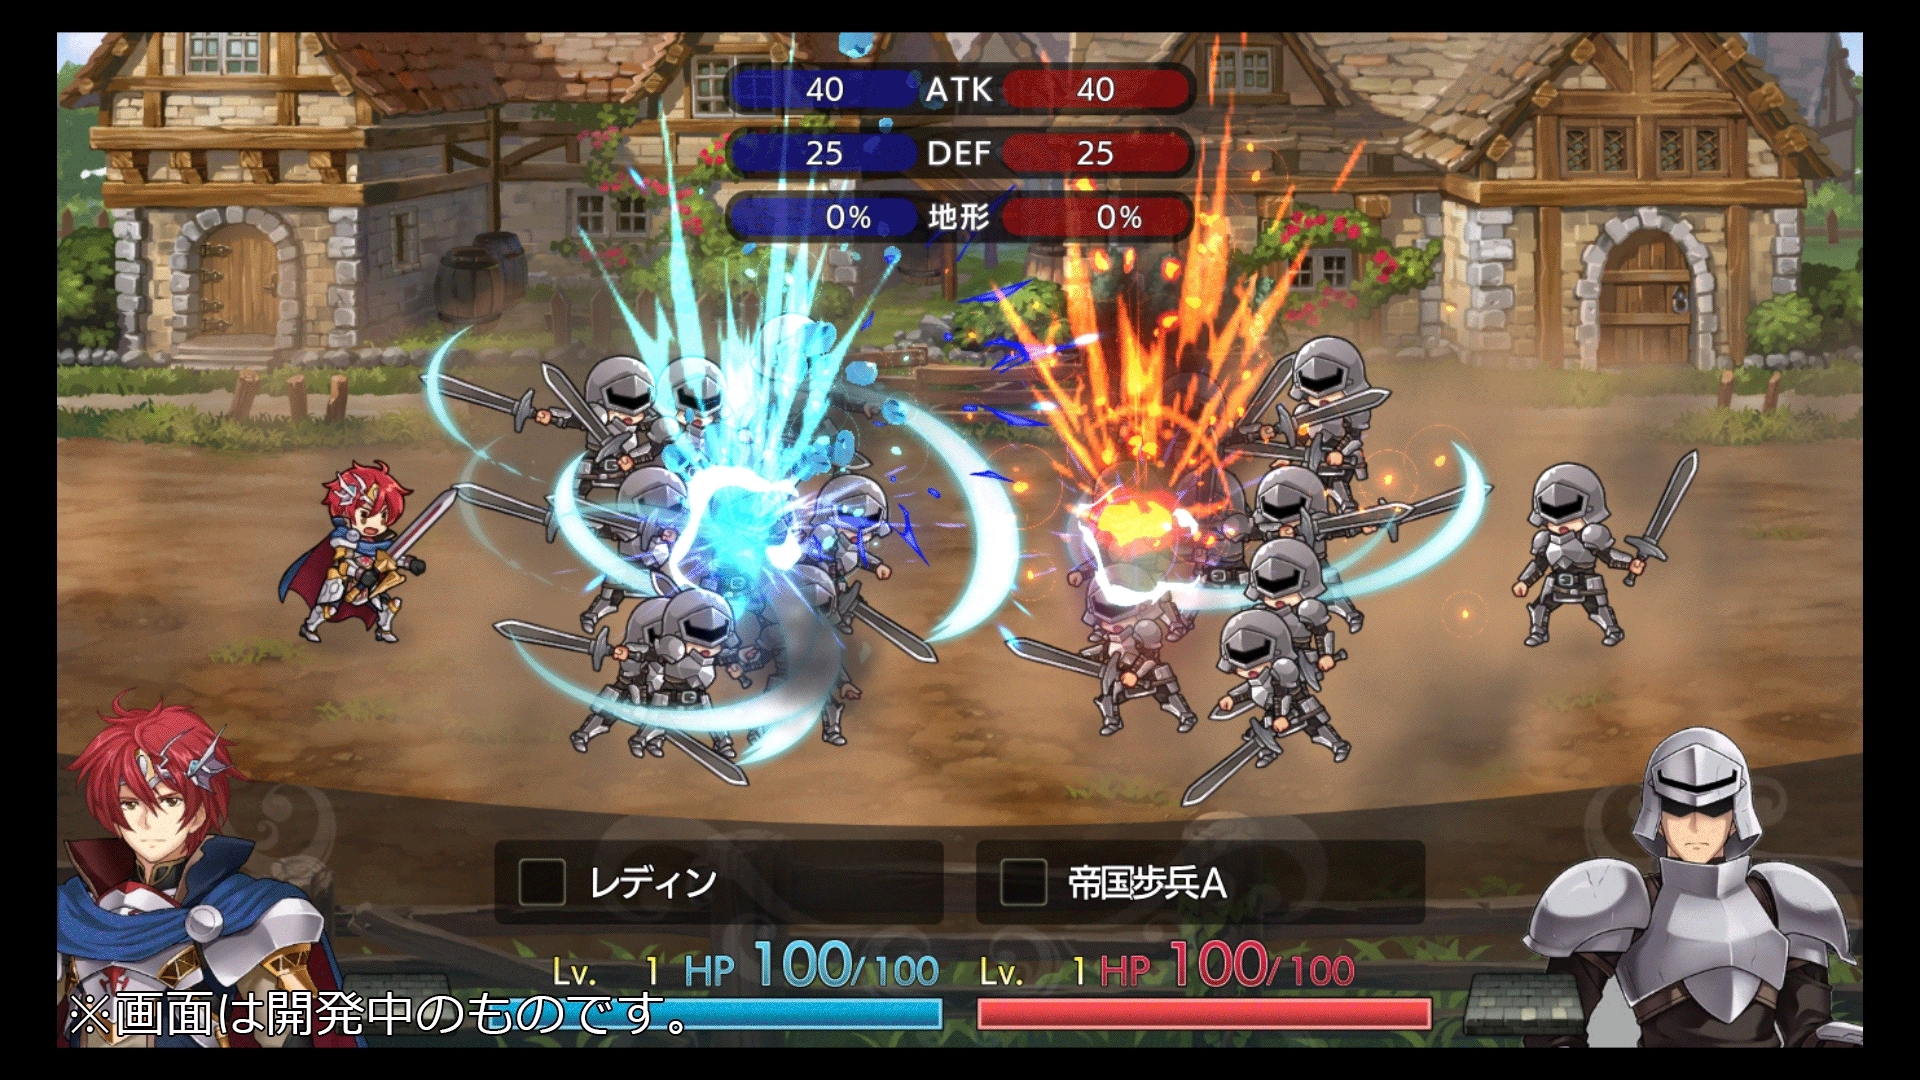 40 ATK 40
25 DEF 25
0% 地形 0%
レディン
帝国歩兵A
Lv. 1 HP 100/100
Lv. 1 HP 100/100
※画面は開発中のものです。